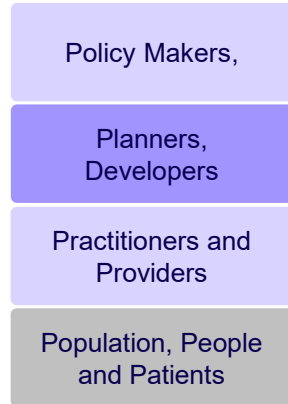 Policy Makers,
Planners,
Developers
Practitioners and
Providers
Population, People
and Patients